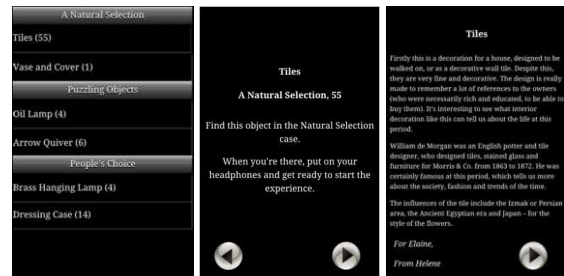 A Natural Selection
Tiles (55)
Vase and Cover (1)
Puzzling Objects
Oil Lamp (4)
Arrow Quiver (6)
People's Choice
Brass Hanging Lamp (4)
Dressing Case (14)
Tiles
A Natural Selection, 55
Find this object in the Natural Selection
case.
When you're there, put on your
headphones and get ready to start the
experience.
Tiles
Firstly this is a decoration for a house, designed to be
walked on, or as a decorative wall tile. Despite this,
they are very fine and decorative. The design is really
made to remember a lot of references to the owners
(who were necessarily rich and educated, to be able to
buy them). It's interesting to see what interior
decoration like this can tell us about the life at this
period.
William de Morgan was an English potter and tile
designer, who designed tiles, stained glass and
furniture for Morris & Co. from 1863 to 1872. He was
certainly famous at this period, which tells us more
about the society, fashion and trends of the time.
The influences of the tile include the Izmak or Persian
area, the Ancient Egyptian era and Japan – for the
style of the flowers.
For Elaine,
From Helene